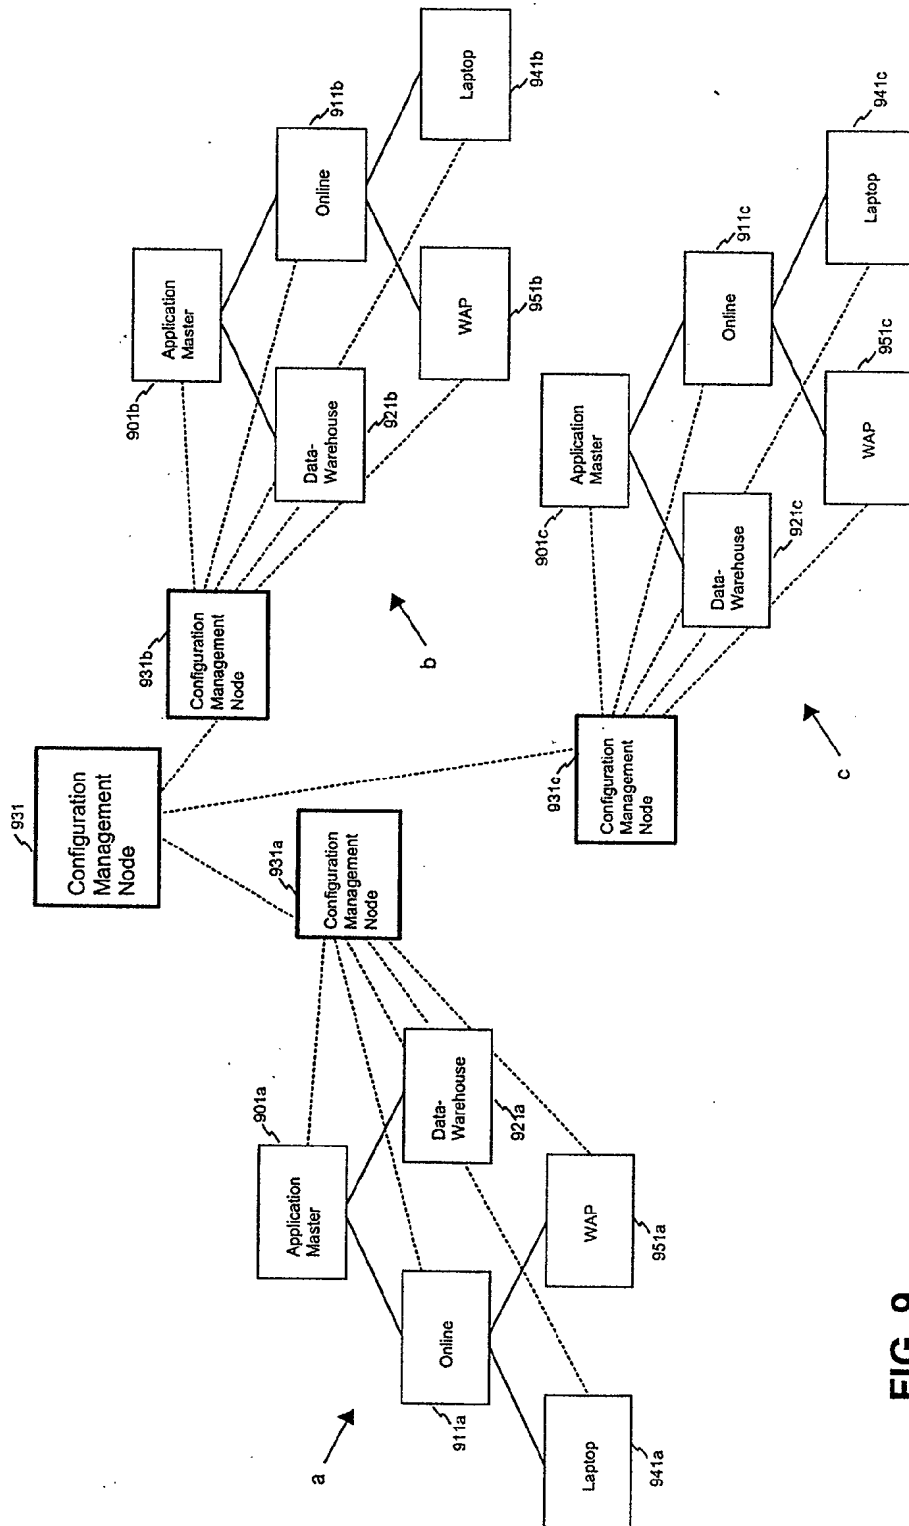 931
Configuration
Management
Node
931a
Configuration
Management
Node
901a
Application
Master
Data-
Warehouse
921a
Online
911a
WAP
951a
Laptop
941a
a
931b
Configuration
Management
Node
901b
Application
Master
Data-
Warehouse
921b
Online
911b
WAP
951b
Laptop
941b
b
931c
Configuration
Management
Node
901c
Application
Master
Data-
Warehouse
921c
Online
911c
WAP
951c
Laptop
941c
c
FIG. 9